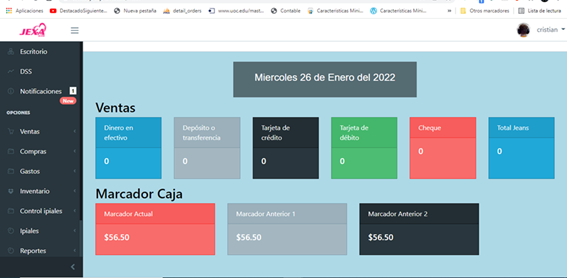 Aplicaciones
DestacadoSiguiente...
Nueva pestaña
detail_orders
www.uoc.edu/mast...
Contable
Características Mini...
Características Mini...
»
Otros marcadores
Lista de lectura
JEXA
cristian
Escritorio
DSS
Notificaciones 1
New
OPCIONES
Ventas
Compras
Gastos
Inventario
Control ipiales
Ipiales
Reportes
Miercoles 26 de Enero del 2022
Ventas
Dinero en
efectivo
0
Depósito o
transferencia
0
Tarjeta de
crédito
0
Tarjeta de
débito
0
Cheque
0
Total Jeans
0
Marcador Caja
Marcador Actual
$56.50
Marcador Anterior 1
$56.50
Marcador Anterior 2
$56.50